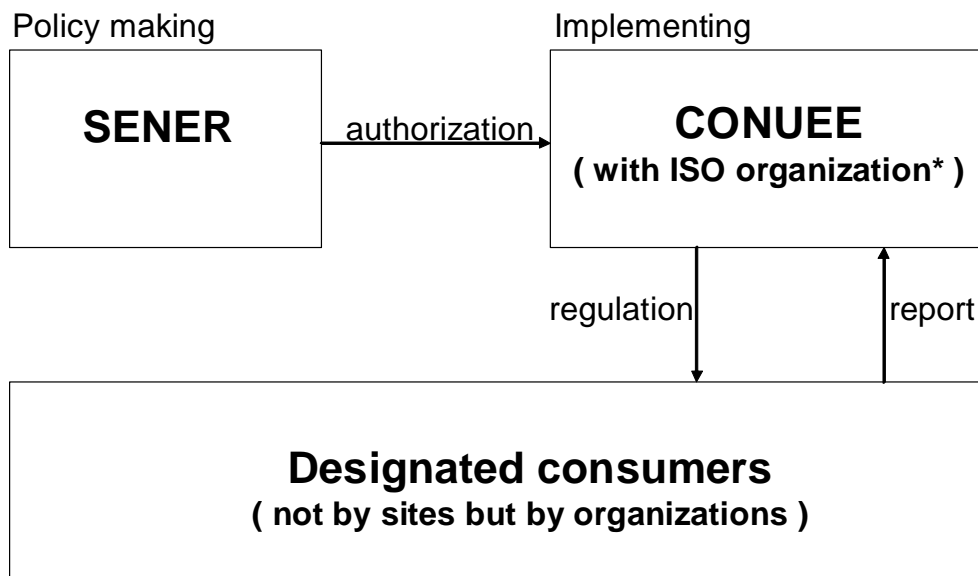 Policy making
Implementing
SENER
authorization
CONUEE
( with ISO organization* )
regulation
report
Designated consumers
( not by sites but by organizations )